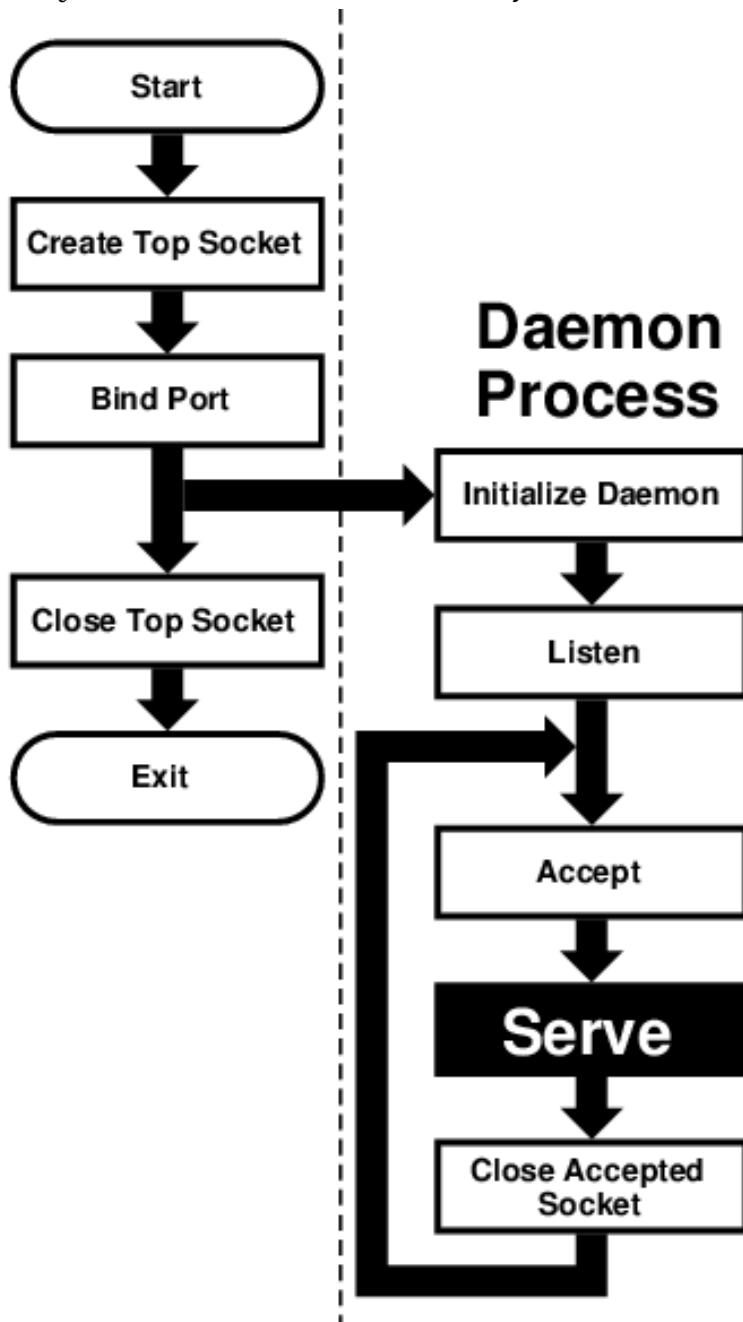 Start
Create Top Socket
Bind Port
Close Top Socket
Exit
Daemon
Process
Initialize Daemon
Listen
Accept
Serve
Close Accepted
Socket